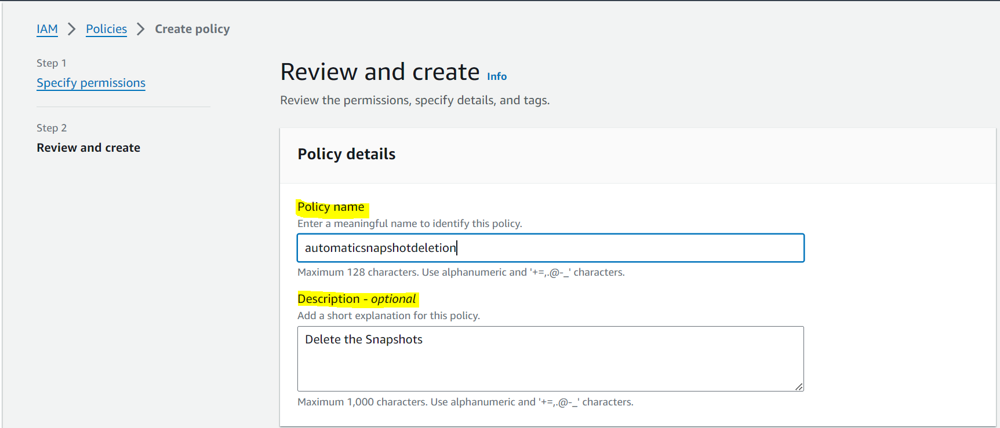 IAM > Policies > Create policy
Step 1
Specify permissions
Step 2
Review and create
Review and create Info
Review the permissions, specify details, and tags.
Policy details
Policy name
Enter a meaningful name to identify this policy.
automaticsnapshotdeletion
Maximum 128 characters. Use alphanumeric and '+=,.@-_' characters.
Description - optional
Add a short explanation for this policy.
Delete the Snapshots
Maximum 1,000 characters. Use alphanumeric and '+=,.@-_' characters.